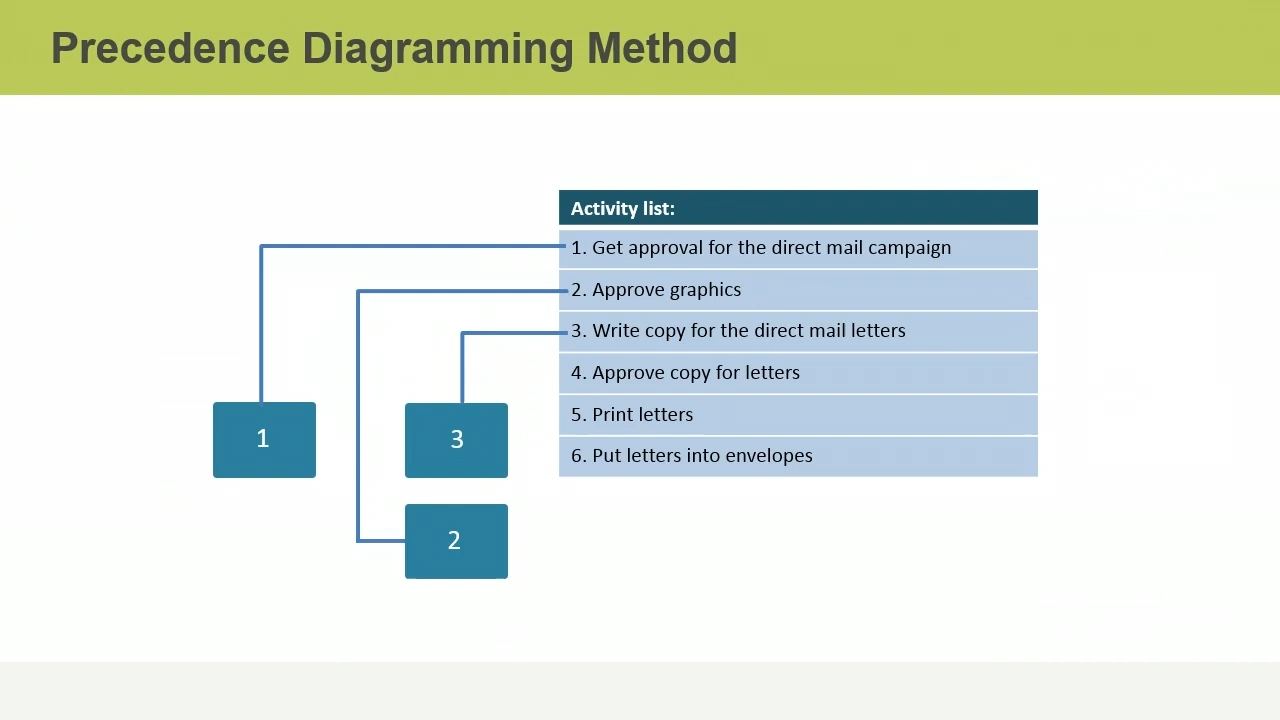 Precedence Diagramming Method
Activity list:
1. Get approval for the direct mail campaign
2. Approve graphics
3. Write copy for the direct mail letters
4. Approve copy for letters
5. Print letters
6. Put letters into envelopes
1
3
2